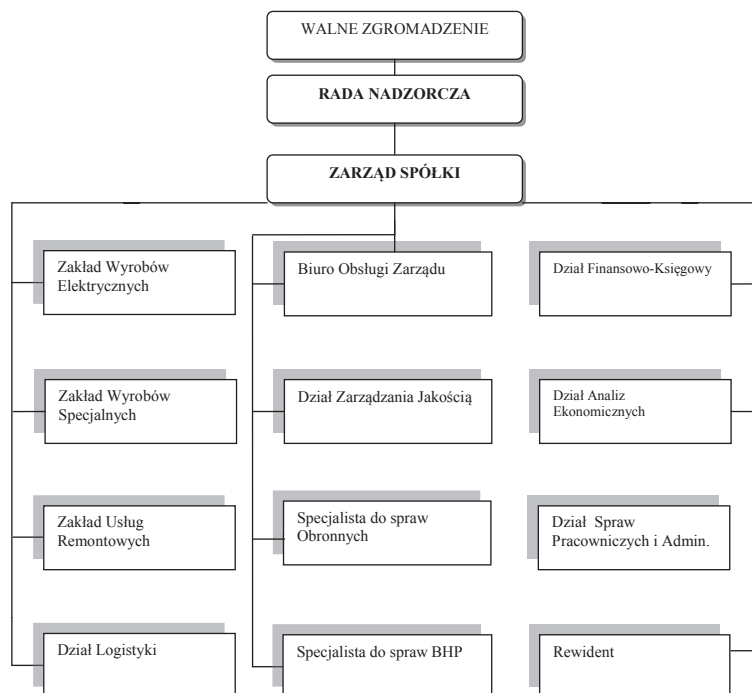 WALNE ZGROMADZENIE
RADA NADZORCZA
ZARZĄD SPÓŁKI
Zakład Wyrobów
Elektrycznych
Biuro Obsługi Zarządu
Dział Finansowo-Księgowy
Zakład Wyrobów
Specjalnych
Dział Zarządzania Jakością
Dział Analiz
Ekonomicznych
Zakład Usług
Remontowych
Specjalista do spraw
Obronnych
Dział Spraw
Pracowniczych i Admin.
Dział Logistyki
Specjalista do spraw BHP
Rewident